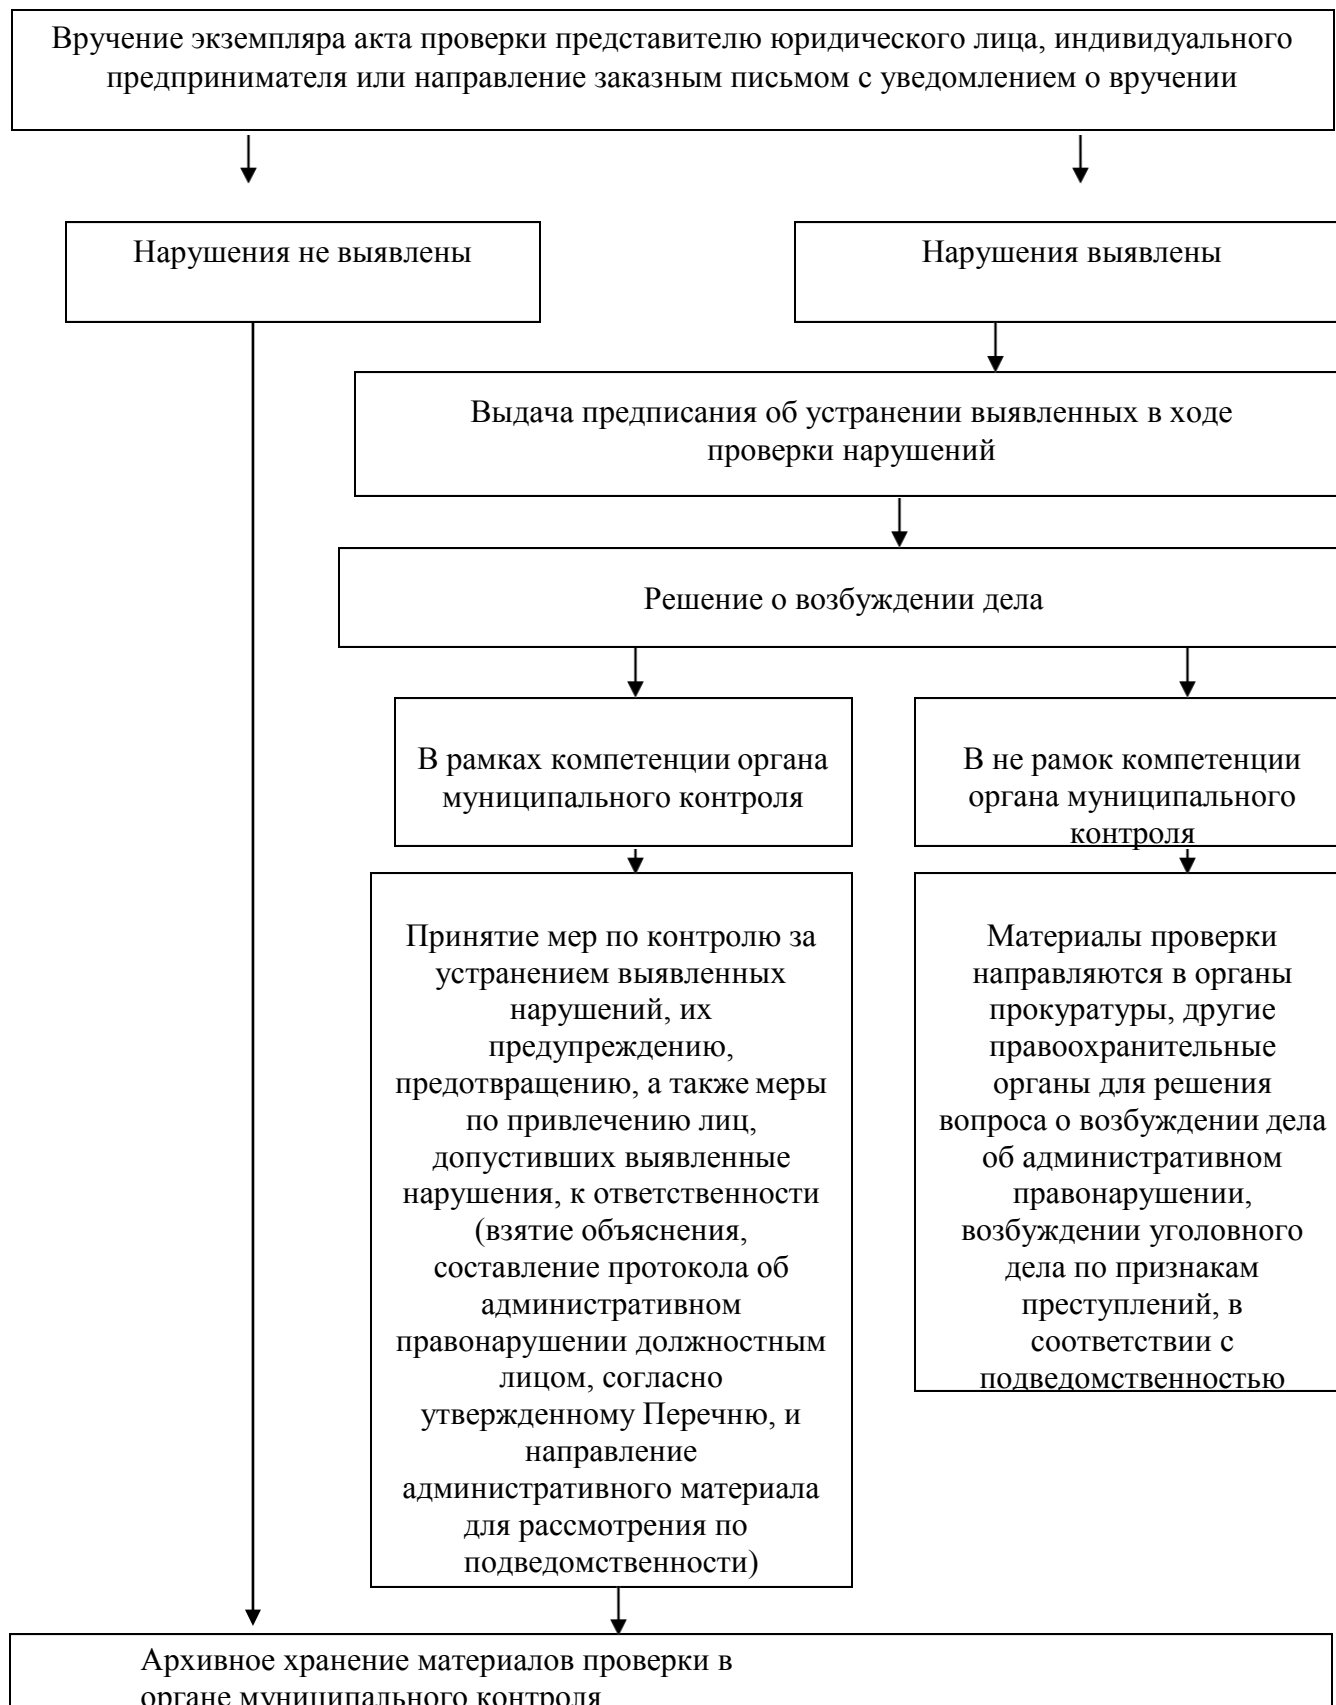 Вручение экземпляра акта проверки представителю юридического лица, индивидуального
предпринимателя или направление заказным письмом с уведомлением о вручении
Нарушения не выявлены
Нарушения выявлены
Выдача предписания об устранении выявленных в ходе
проверки нарушений
Решение о возбуждении дела
В рамках компетенции органа
муниципального контроля
В не рамок компетенции
органа муниципального
контроля
Принятие мер по контролю за
устранением выявленных
нарушений, их
предупреждению,
предотвращению, а также меры
по привлечению лиц,
допустивших выявленные
нарушения, к ответственности
(взятие объяснения,
составление протокола об
административном
правонарушении должностным
лицом, согласно
утвержденному Перечню, и
направление
административного материала
для рассмотрения по
подведомственности)
Материалы проверки
направляются в органы
прокуратуры, другие
правоохранительные
органы для решения
вопроса о возбуждении дела
об административном
правонарушении,
возбуждении уголовного
дела по признакам
преступлений, в
соответствии с
подведомственностью
Архивное хранение материалов проверки в
органе муниципального контроля